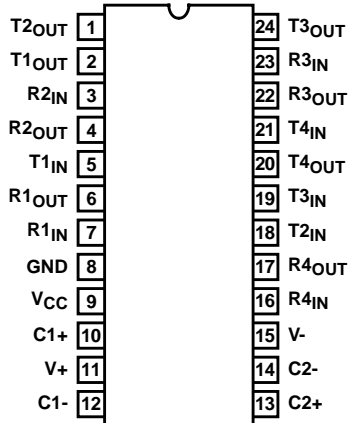 T2OUT 1 24 T3OUT
T1OUT 2 23 R3IN
R2IN 3 22 R3OUT
R2OUT 4 21 T4IN
T1IN 5 20 T4OUT
R1OUT 6 19 T3IN
R1IN 7 18 T2IN
GND 8 17 R4OUT
VCC 9 16 R4IN
C1+ 10 15 V-
V+ 11 14 C2-
C1- 12 13 C2+